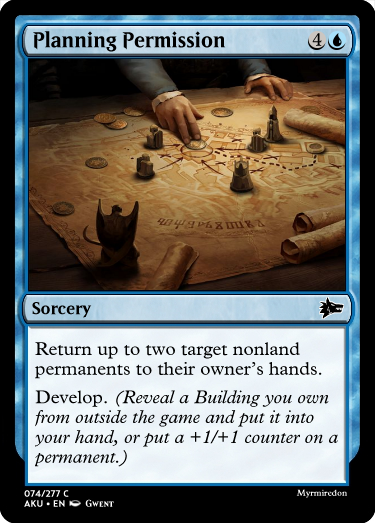 Planning Permission 4
Sorcery
Return up to two target nonland
permanents to their owner's hands.
Develop. (Reveal a Building you own
from outside the game and put it into
your hand, or put a +1/+1 counter on a
permanent.)
074/277 C
Myrmiredon
AKU • EN Gwent